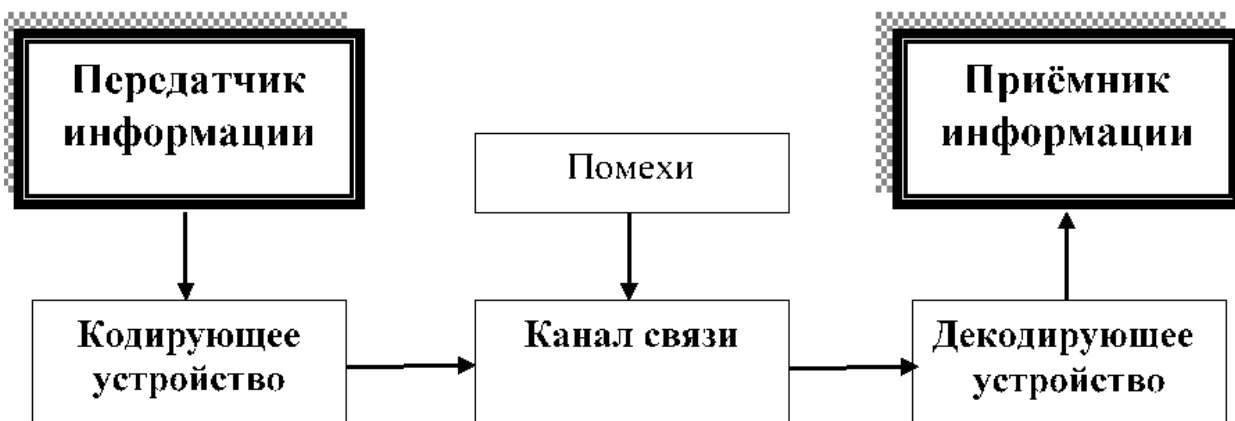 Передатчик
информации
Приёмник
информации
Помехи
Кодирующее
устройство
Канал связи
Декодирующее
устройство